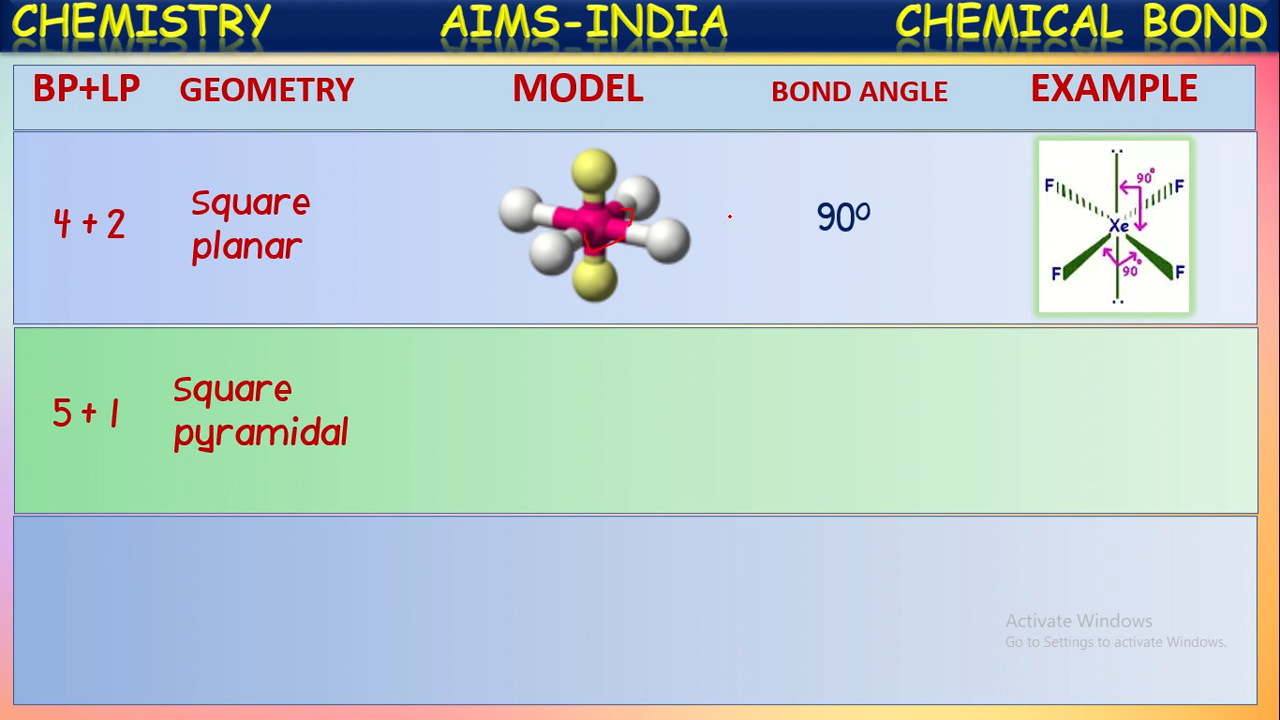 CHEMISTRY AIMS-INDIA CHEMICAL BOND
BP+LP GEOMETRY MODEL BOND ANGLE EXAMPLE
4 + 2
Square
planar
90º
:
90°
F F
Xe
F F
90°
:
5 + 1
Square
pyramidal
Activate Windows
Go to Settings to activate Windows.